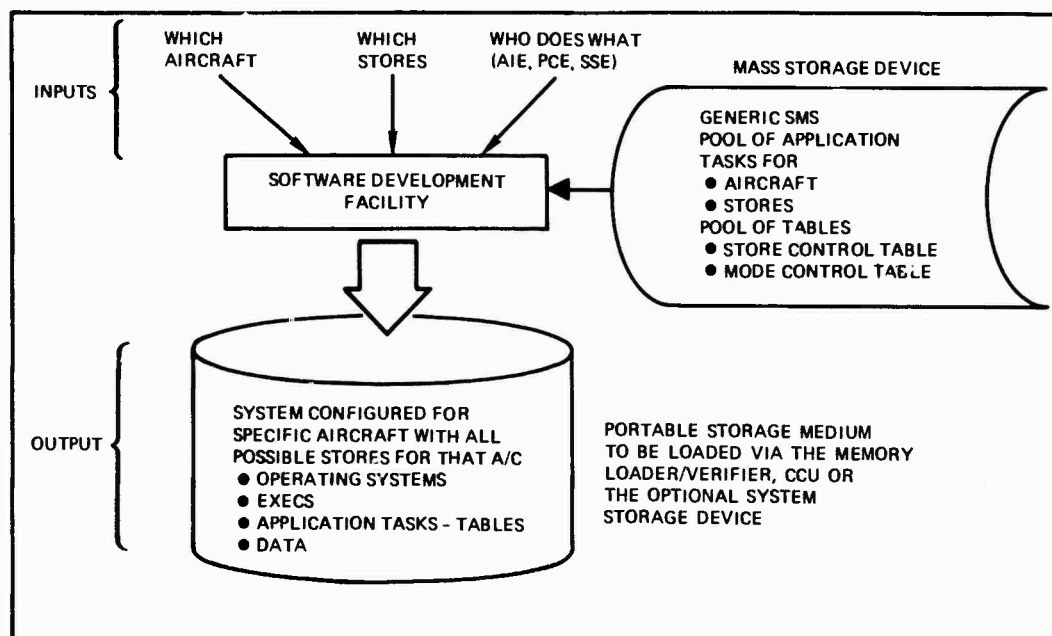 WHICH
AIRCRAFT
WHICH
STORES
WHO DOES WHAT
(AIE, PCE, SSE)
MASS STORAGE DEVICE
INPUTS
GENERIC SMS
POOL OF APPLICATION
TASKS FOR
● AIRCRAFT
● STORES
POOL OF TABLES
● STORE CONTROL TABLE
● MODE CONTROL TABLE
SOFTWARE DEVELOPMENT
FACILITY
OUTPUT
SYSTEM CONFIGURED FOR
SPECIFIC AIRCRAFT WITH ALL
POSSIBLE STORES FOR THAT A/C
● OPERATING SYSTEMS
● EXECS
● APPLICATION TASKS - TABLES
● DATA
PORTABLE STORAGE MEDIUM
TO BE LOADED VIA THE MEMORY
LOADER/VERIFIER, CCU OR
THE OPTIONAL SYSTEM
STORAGE DEVICE